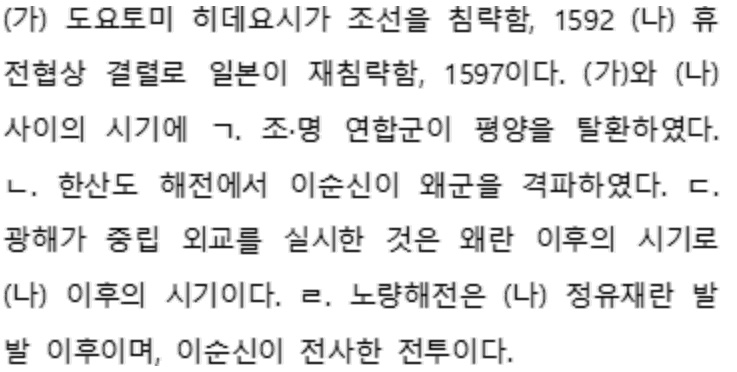 (가) 도요토미 히데요시가 조선을 침략함, 1592 (나) 휴
전협상 결렬로 일본이 재침략함, 1597이다. (가)와 (나)
사이의 시기에 ㄱ. 조·명 연합군이 평양을 탈환하였다.
ㄴ. 한산도 해전에서 이순신이 왜군을 격파하였다. ㄷ.
광해가 중립 외교를 실시한 것은 왜란 이후의 시기로
(나) 이후의 시기이다. ㄹ. 노량해전은 (나) 정유재란 발
발 이후이며, 이순신이 전사한 전투이다.